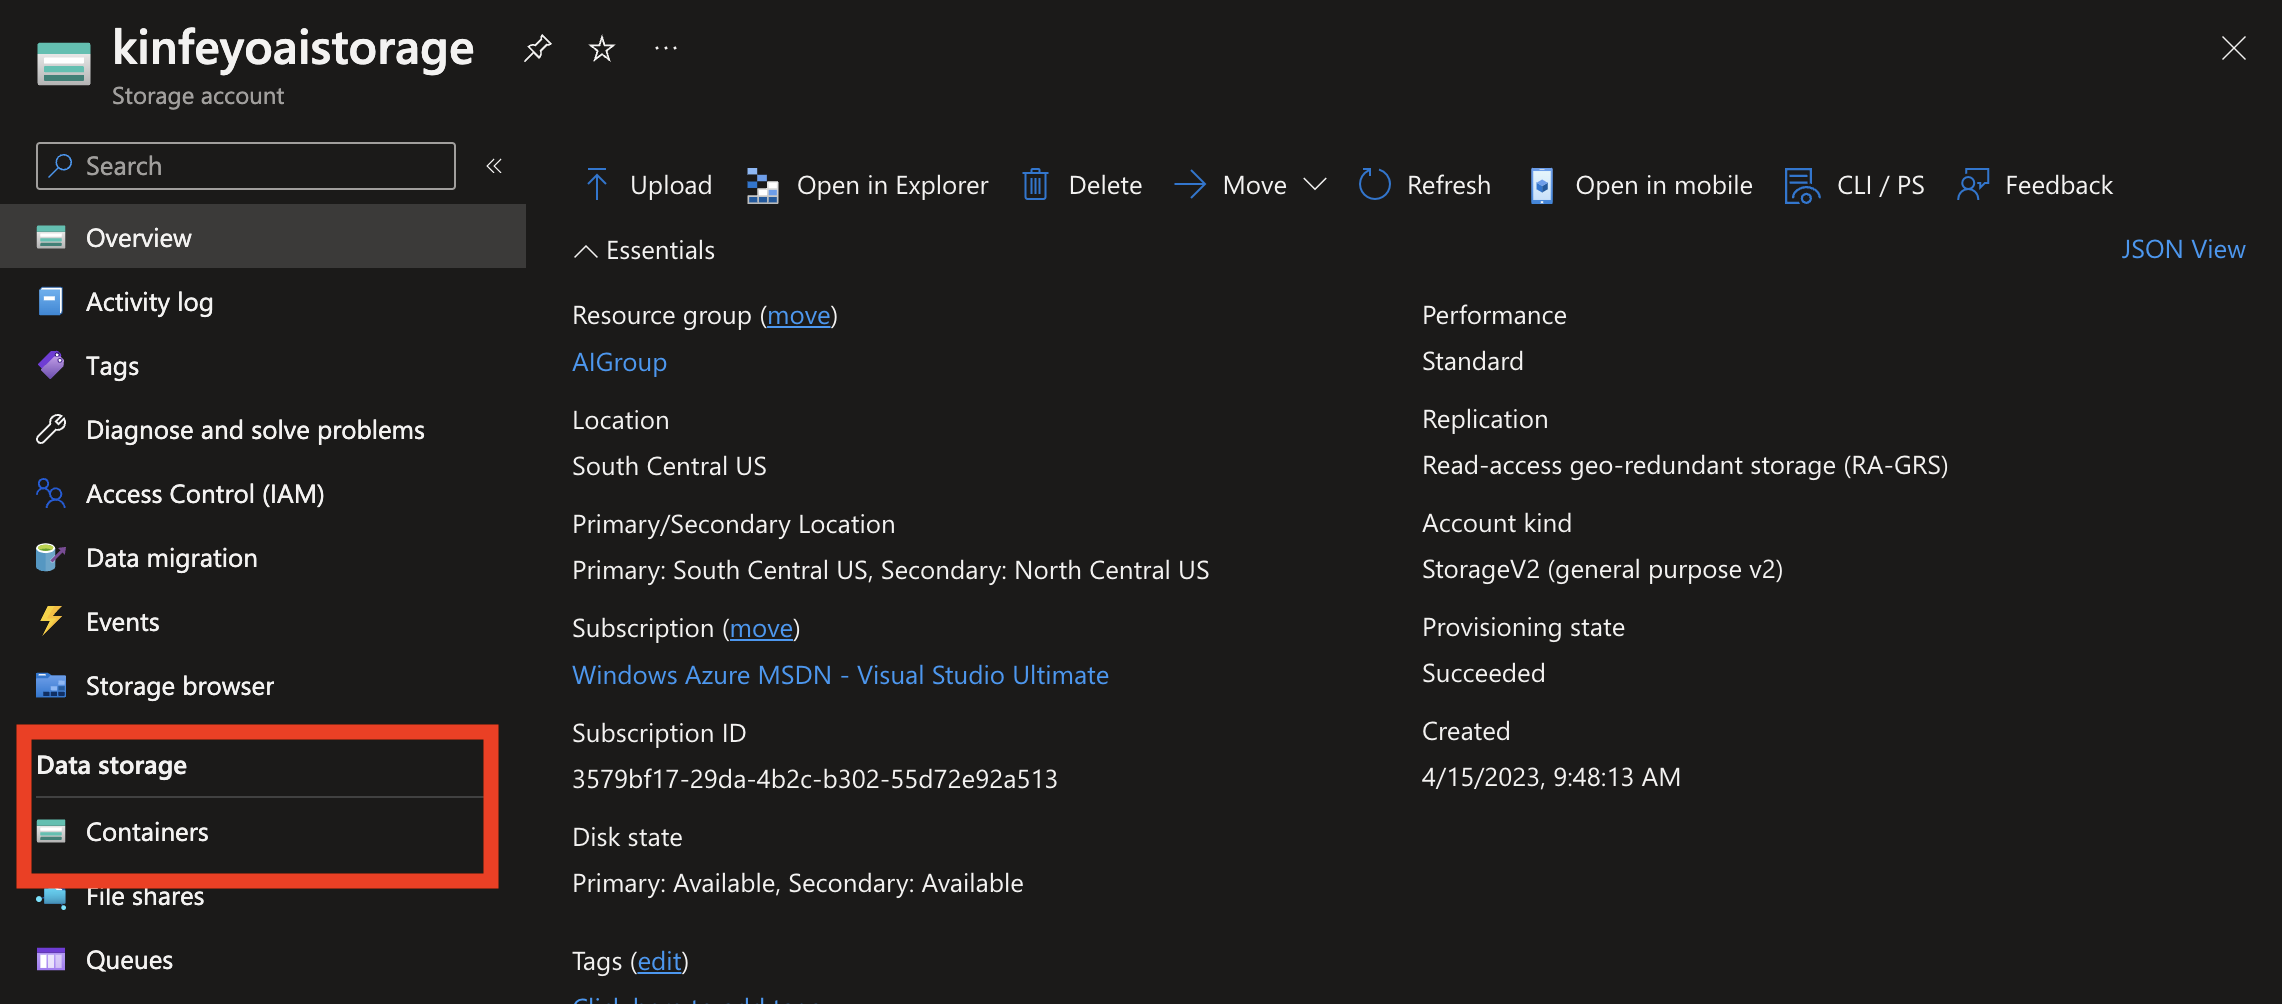 kinfeyoaistorage
Storage account
Search
Overview
Activity log
Tags
Diagnose and solve problems
Access Control (IAM)
Data migration
Events
Storage browser
Data storage
Containers
File shares
Queues
Upload Open in Explorer Delete Move Refresh Open in mobile CLI / PS Feedback
Essentials
JSON View
Resource group (move)
AIGroup
Location
South Central US
Primary/Secondary Location
Primary: South Central US, Secondary: North Central US
Subscription (move)
Windows Azure MSDN - Visual Studio Ultimate
Subscription ID
3579bf17-29da-4b2c-b302-55d72e92a513
Disk state
Primary: Available, Secondary: Available
Tags (edit)
Performance
Standard
Replication
Read-access geo-redundant storage (RA-GRS)
Account kind
StorageV2 (general purpose v2)
Provisioning state
Succeeded
Created
4/15/2023, 9:48:13 AM